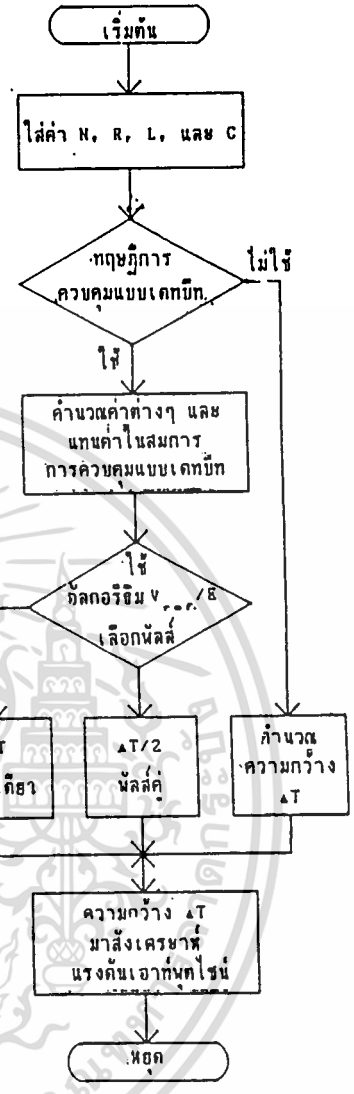 เริ่มต้น
ใส่ค่า N, R, L, และ C
ทฤษฎีการ
ควบคุมแบบเดทบีท
ไม่ใช้
ใช้
คำนวณค่าต่างๆ และ
แทนค่าในสมการ
การควบคุมแบบเดทบีท
ใช้
อัลกอริธึม V /E
เลือกพัลส์
T
เดียว
▲T/2
พัลส์คู่
คำนวณ
ความกว้าง
▲T
ความกว้าง ▲T
มาสังเคราะห์
แรงดันเอาท์พุตไซน์
หยุด